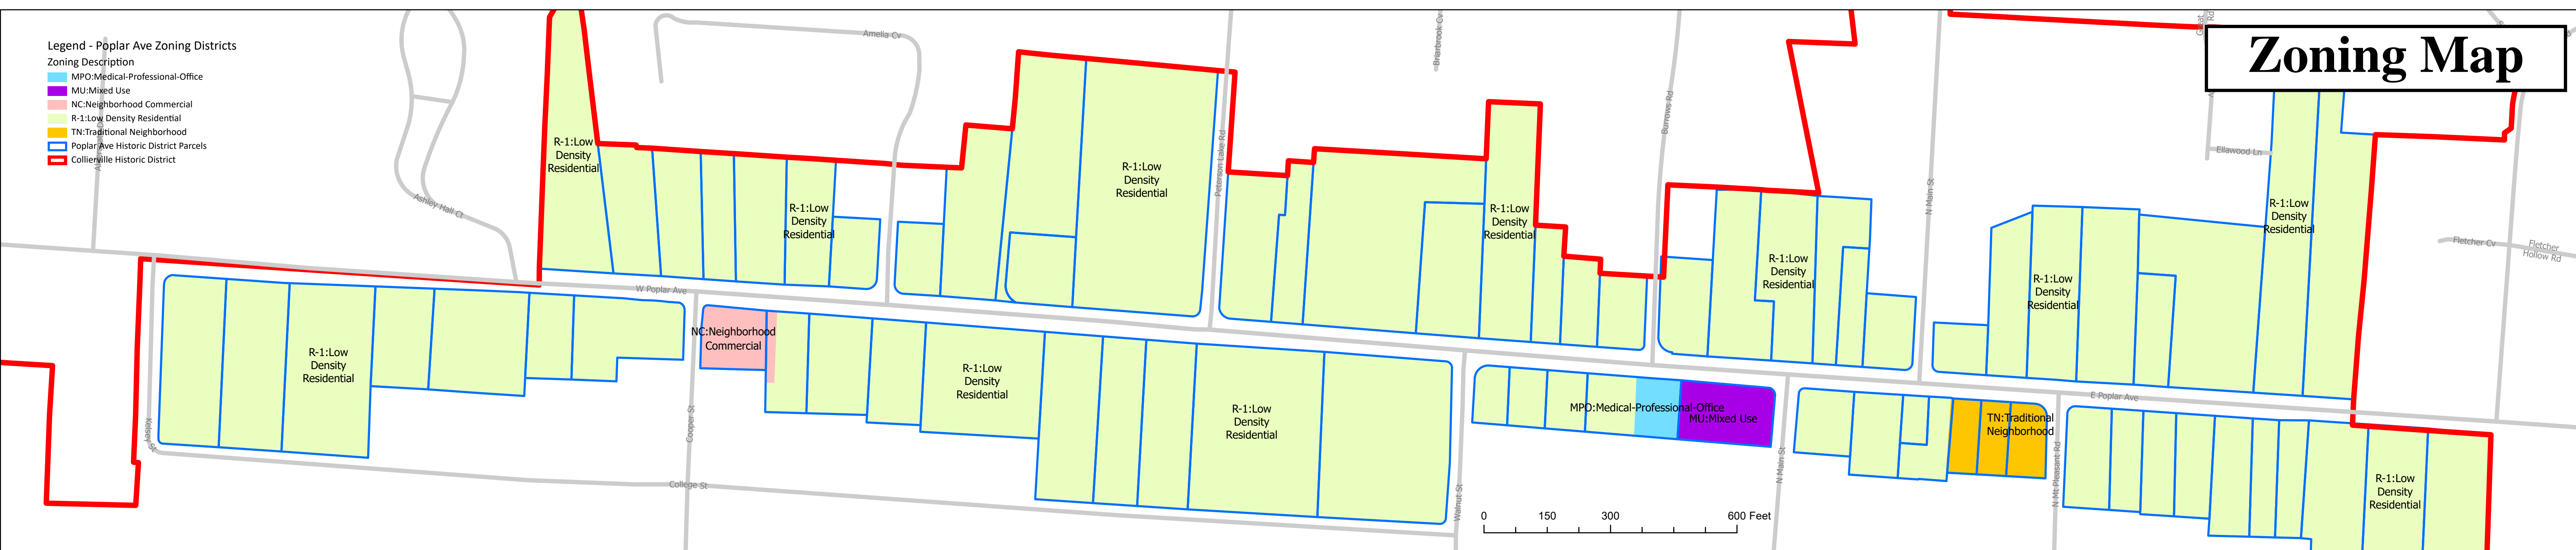 Zoning Map
Legend - Poplar Ave Zoning Districts
Zoning Description
MPO:Medical-Professional-Office
MU:Mixed Use
NC:Neighborhood Commercial
R-1:Low Density Residential
TN:Traditional Neighborhood
Poplar Ave Historic District Parcels
Collierville Historic District
Amelia Cv
Briarbrook Cv
Burrows Rd
Peterson Lake Rd
N Main St
Ellawood Ln
Fletcher Cv
Fletcher
Hollow Rd
Ashley Hall Ct
R-1:Low
Density
Residential
R-1:Low
Density
Residential
R-1:Low
Density
Residential
R-1:Low
Density
Residential
R-1:Low
Density
Residential
R-1:Low
Density
Residential
R-1:Low
Density
Residential
W Poplar Ave
E Poplar Ave
R-1:Low
Density
Residential
NC:Neighborhood
Commercial
R-1:Low
Density
Residential
R-1:Low
Density
Residential
MPO:Medical-Professional-Office
MU:Mixed Use
TN:Traditional
Neighborhood
R-1:Low
Density
Residential
Kelsey St
Cooper St
College St
Walnut St
N Main St
N Mt Pleasant Rd
0 150 300 600 Feet